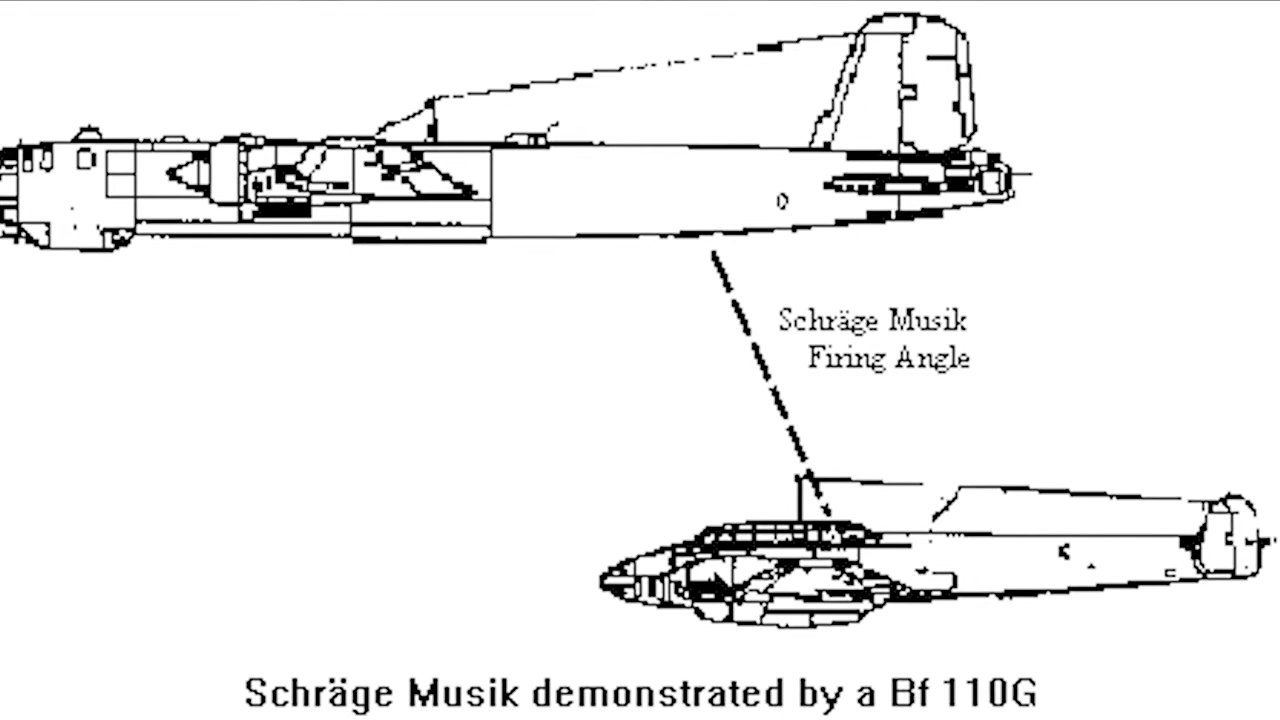 Schräge Musik
Firing Angle
Schräge Musik demonstrated by a Bf 110G